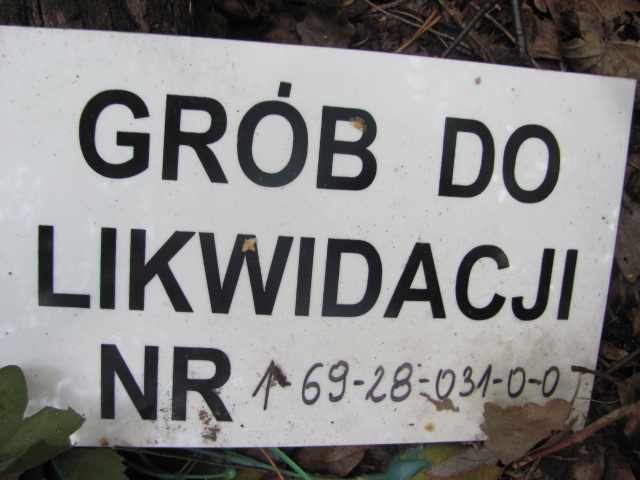 GRÓB DO
LIKWIDACJI
NR 1 69-28-031-0-0